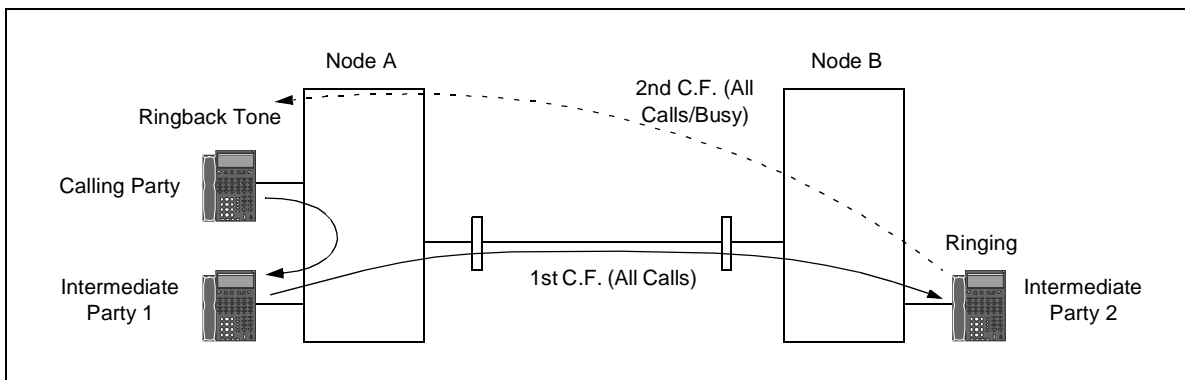 Node A
Node B
2nd C.F. (All
Calls/Busy)
Ringback Tone
Calling Party
Ringing
1st C.F. (All Calls)
Intermediate
Party 1
Intermediate
Party 2